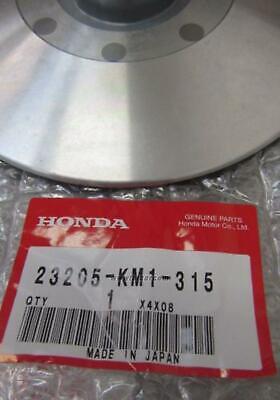 HONDA
GENUINE PARTS
Honda Motor Co., Ltd.
23205-KM1-315
QTY 1 X4X08
MADE IN JAPAN